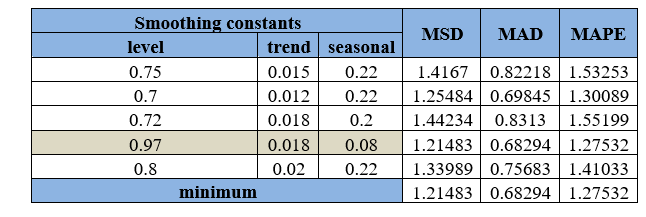 Smoothing constants MSD MAD MAPE
level trend seasonal
0.75 0.015 0.22 1.4167 0.82218 1.53253
0.7 0.012 0.22 1.25484 0.69845 1.30089
0.72 0.018 0.2 1.44234 0.8313 1.55199
0.97 0.018 0.08 1.21483 0.68294 1.27532
0.8 0.02 0.22 1.33989 0.75683 1.41033
minimum 1.21483 0.68294 1.27532